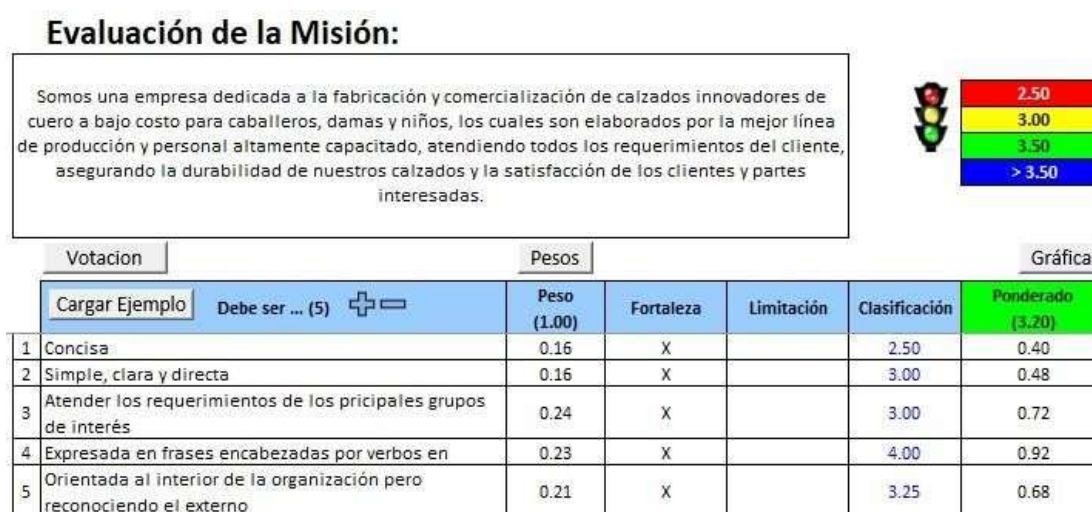 Evaluación de la Misión:
Somos una empresa dedicada a la fabricación y comercialización de calzados innovadores de
cuero a bajo costo para caballeros, damas y niños, los cuales son elaborados por la mejor línea
de producción y personal altamente capacitado, atendiendo todos los requerimientos del cliente,
asegurando la durabilidad de nuestros calzados y la satisfacción de los clientes y partes
interesadas.
2.50
3.00
3.50
> 3.50
Votacion Pesos Gráfica
Cargar Ejemplo Debe ser ... (5) Peso (1.00) Fortaleza Limitación Clasificación Ponderado (3.20)
1 Concisa 0.16 X 2.50 0.40
2 Simple, clara y directa 0.16 X 3.00 0.48
3 Atender los requerimientos de los pricipales grupos
de interés 0.24 X 3.00 0.72
4 Expresada en frases encabezadas por verbos en 0.23 X 4.00 0.92
5 Orientada al interior de la organización pero
reconociendo el externo 0.21 X 3.25 0.68